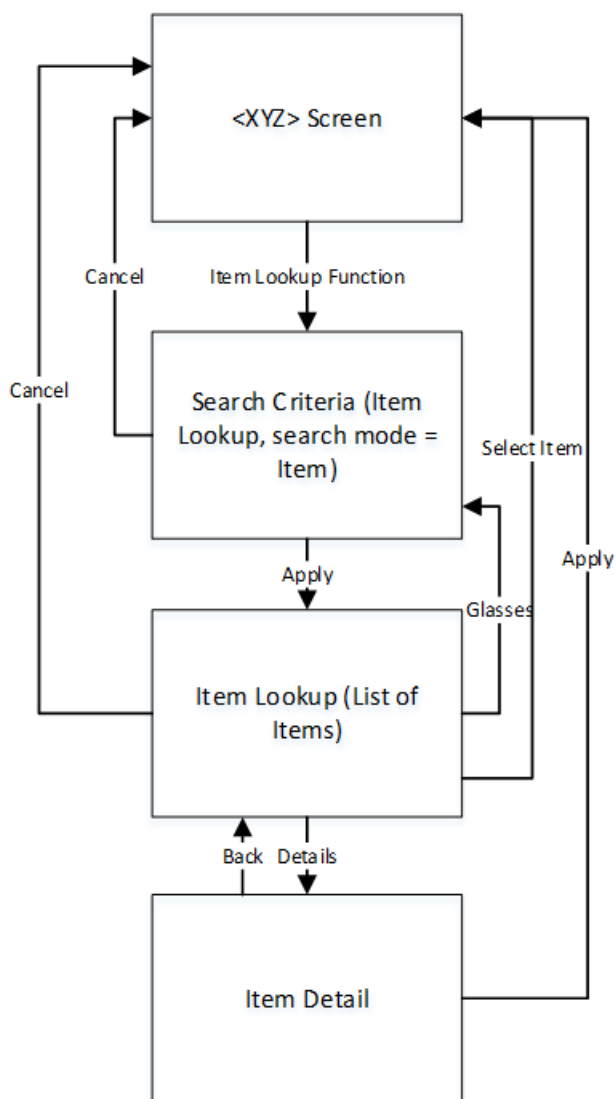 <XYZ> Screen
Cancel
Item Lookup Function
Cancel
Search Criteria (Item
Lookup, search mode =
Item)
Select Item
Apply
Apply
Glasses
Item Lookup (List of
Items)
Back
Details
Item Detail